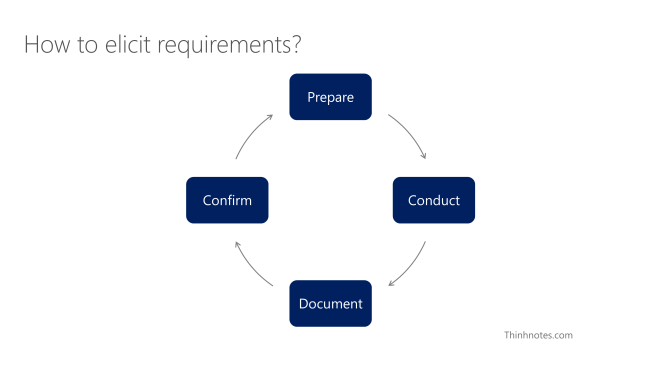 How to elicit requirements?
Prepare
Conduct
Document
Confirm
Thinhnotes.com